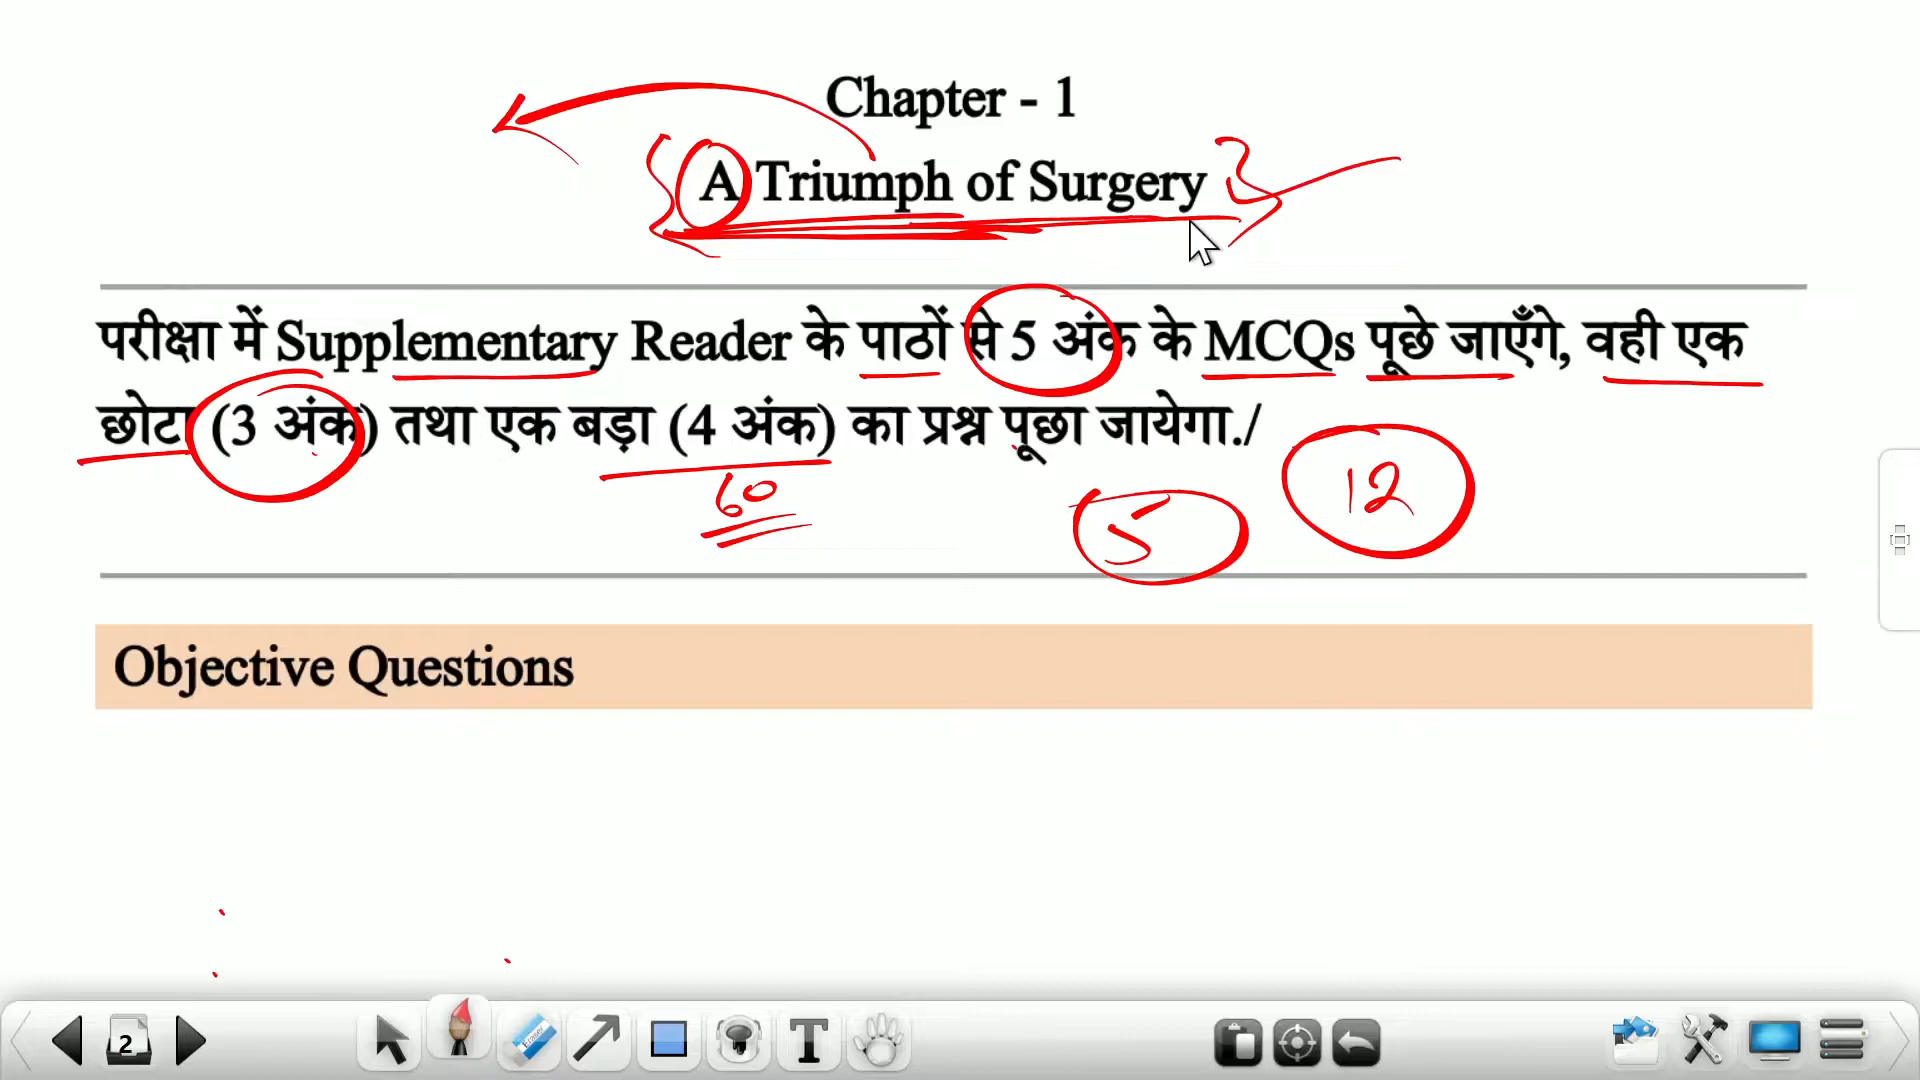 Chapter - 1
A Triumph of Surgery
परीक्षा में Supplementary Reader के पाठों से 5 अंक के MCQs पूछे जाएँगे, वही एक
छोटा (3 अंक) तथा एक बड़ा (4 अंक) का प्रश्न पूछा जायेगा./
60
5
12
Objective Questions
2
Eraser
T